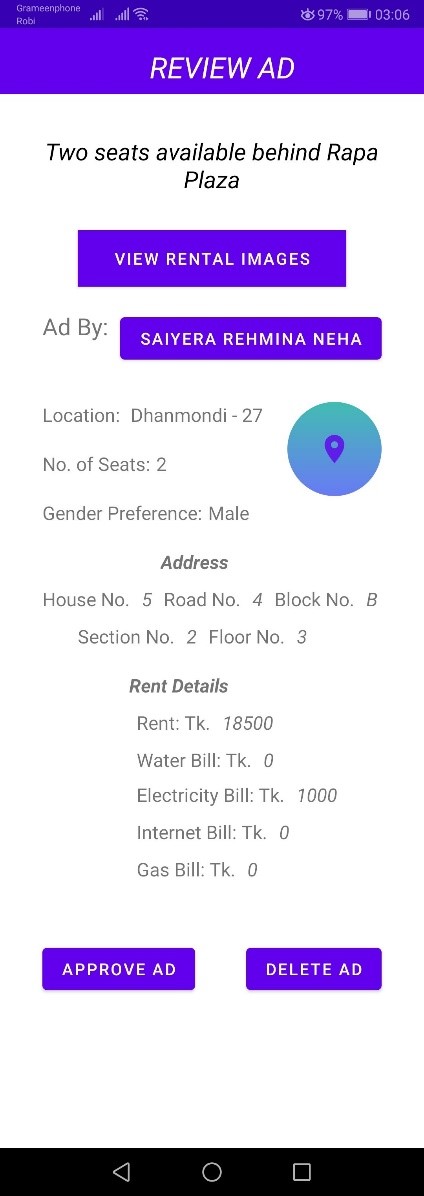 Grameenphone
Robi
97% 03:06
REVIEW AD
Two seats available behind Rapa
Plaza
VIEW RENTAL IMAGES
Ad By: SAIYERA REHMINA NEHA
Location: Dhanmondi - 27
No. of Seats: 2
Gender Preference: Male
Address
House No. 5 Road No. 4 Block No. B
Section No. 2 Floor No. 3
Rent Details
Rent: Tk. 18500
Water Bill: Tk. 0
Electricity Bill: Tk. 1000
Internet Bill: Tk. 0
Gas Bill: Tk. 0
APPROVE AD DELETE AD